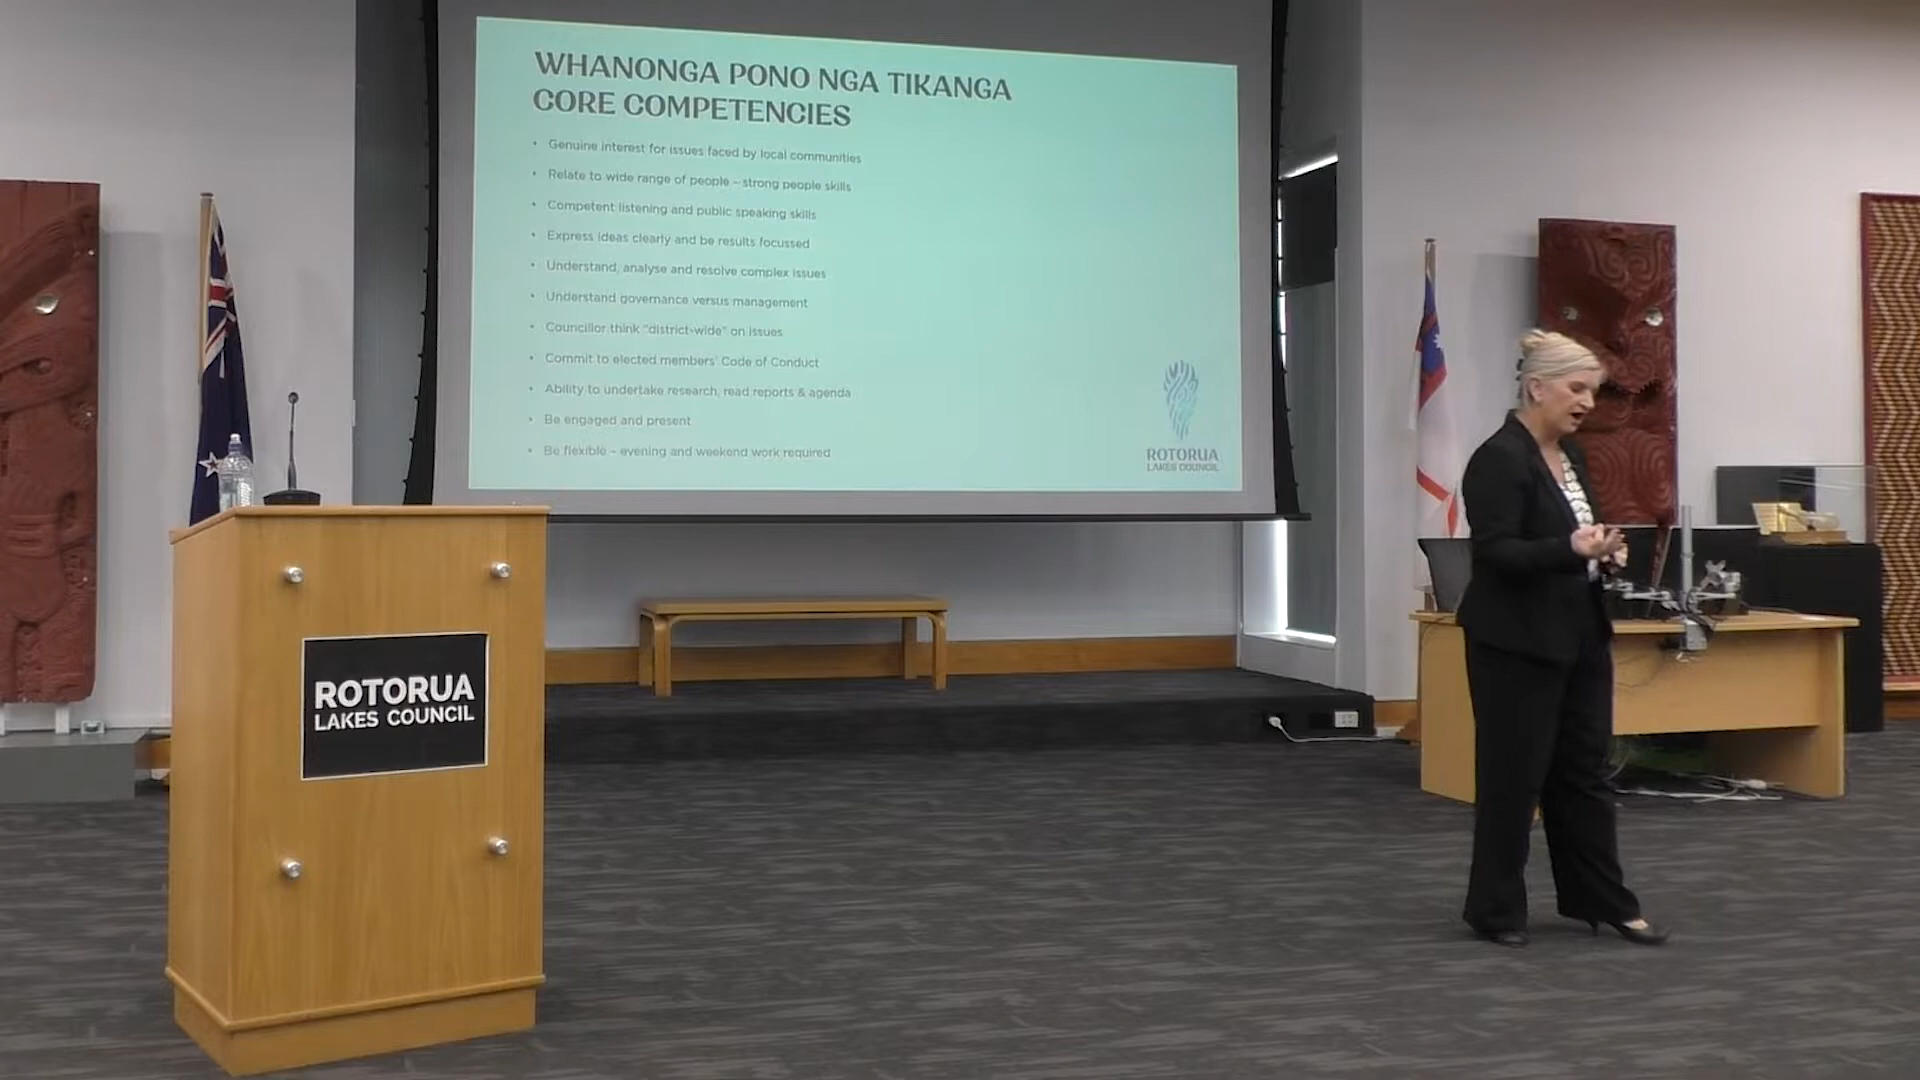 WHANONGA PONO NGA TIKANGA
CORE COMPETENCIES
• Genuine interest for issues faced by local communities
• Relate to wide range of people – strong people skills
• Competent listening and public speaking skills
• Express ideas clearly and be results focussed
• Understand, analyse and resolve complex issues
• Understand governance versus management
• Councillor think "district-wide" on issues
• Commit to elected members' Code of Conduct
• Ability to undertake research, read reports & agenda
• Be engaged and present
• Be flexible – evening and weekend work required
ROTORUA
LAKES COUNCIL
ROTORUA
LAKES COUNCIL